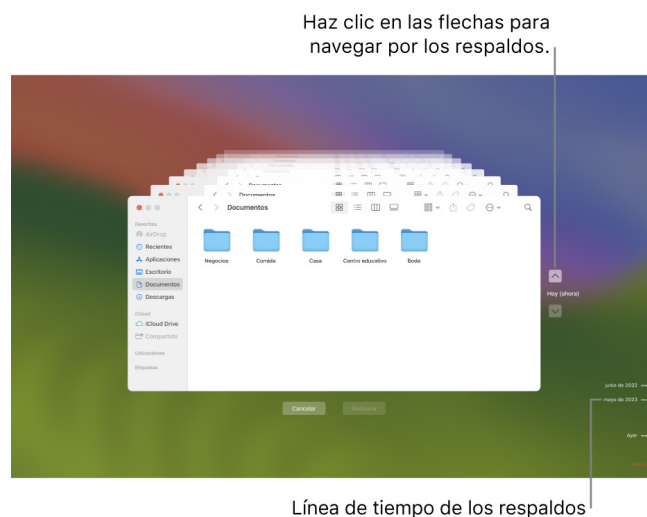 Haz clic en las flechas para
navegar por los respaldos.
Documentos
Documentos
Favoritos
AirDrop
Recientes
Aplicaciones
Escritorio
Documentos
Descargas
iCloud
iCloud Drive
Compartido
Ubicaciones
Etiquetas
Negocios
Comida
Casa
Centro educativo
Boda
Hoy (ahora)
Cancelar
Restaurar
junio de 2022
mayo de 2023
Ayer
Línea de tiempo de los respaldos